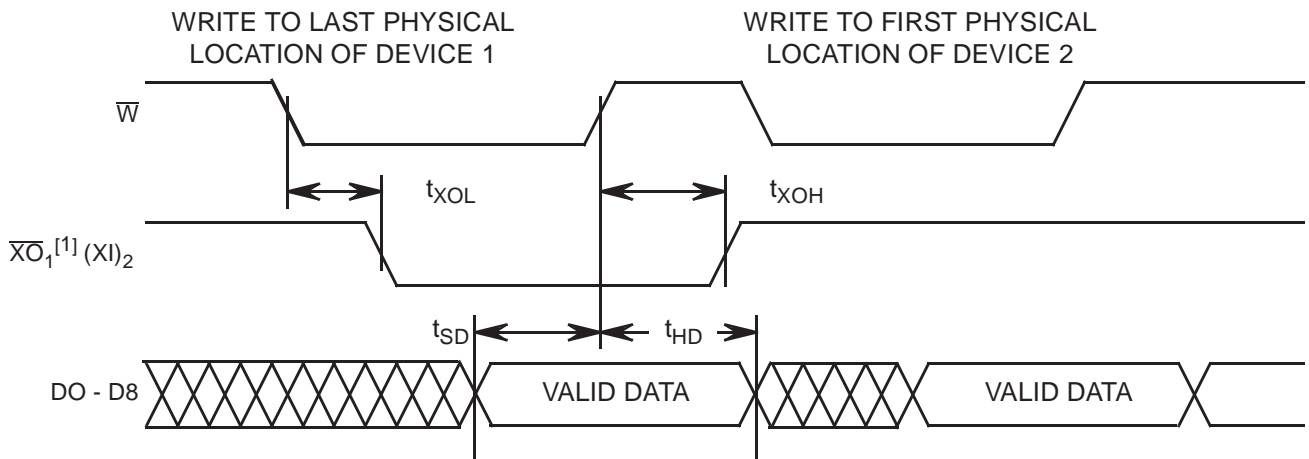 WRITE TO LAST PHYSICAL
LOCATION OF DEVICE 1
WRITE TO FIRST PHYSICAL
LOCATION OF DEVICE 2
W̅
tXOL
tXOH
X̅O̅1[1] (XI)2
tSD
tHD
DO - D8
VALID DATA
VALID DATA